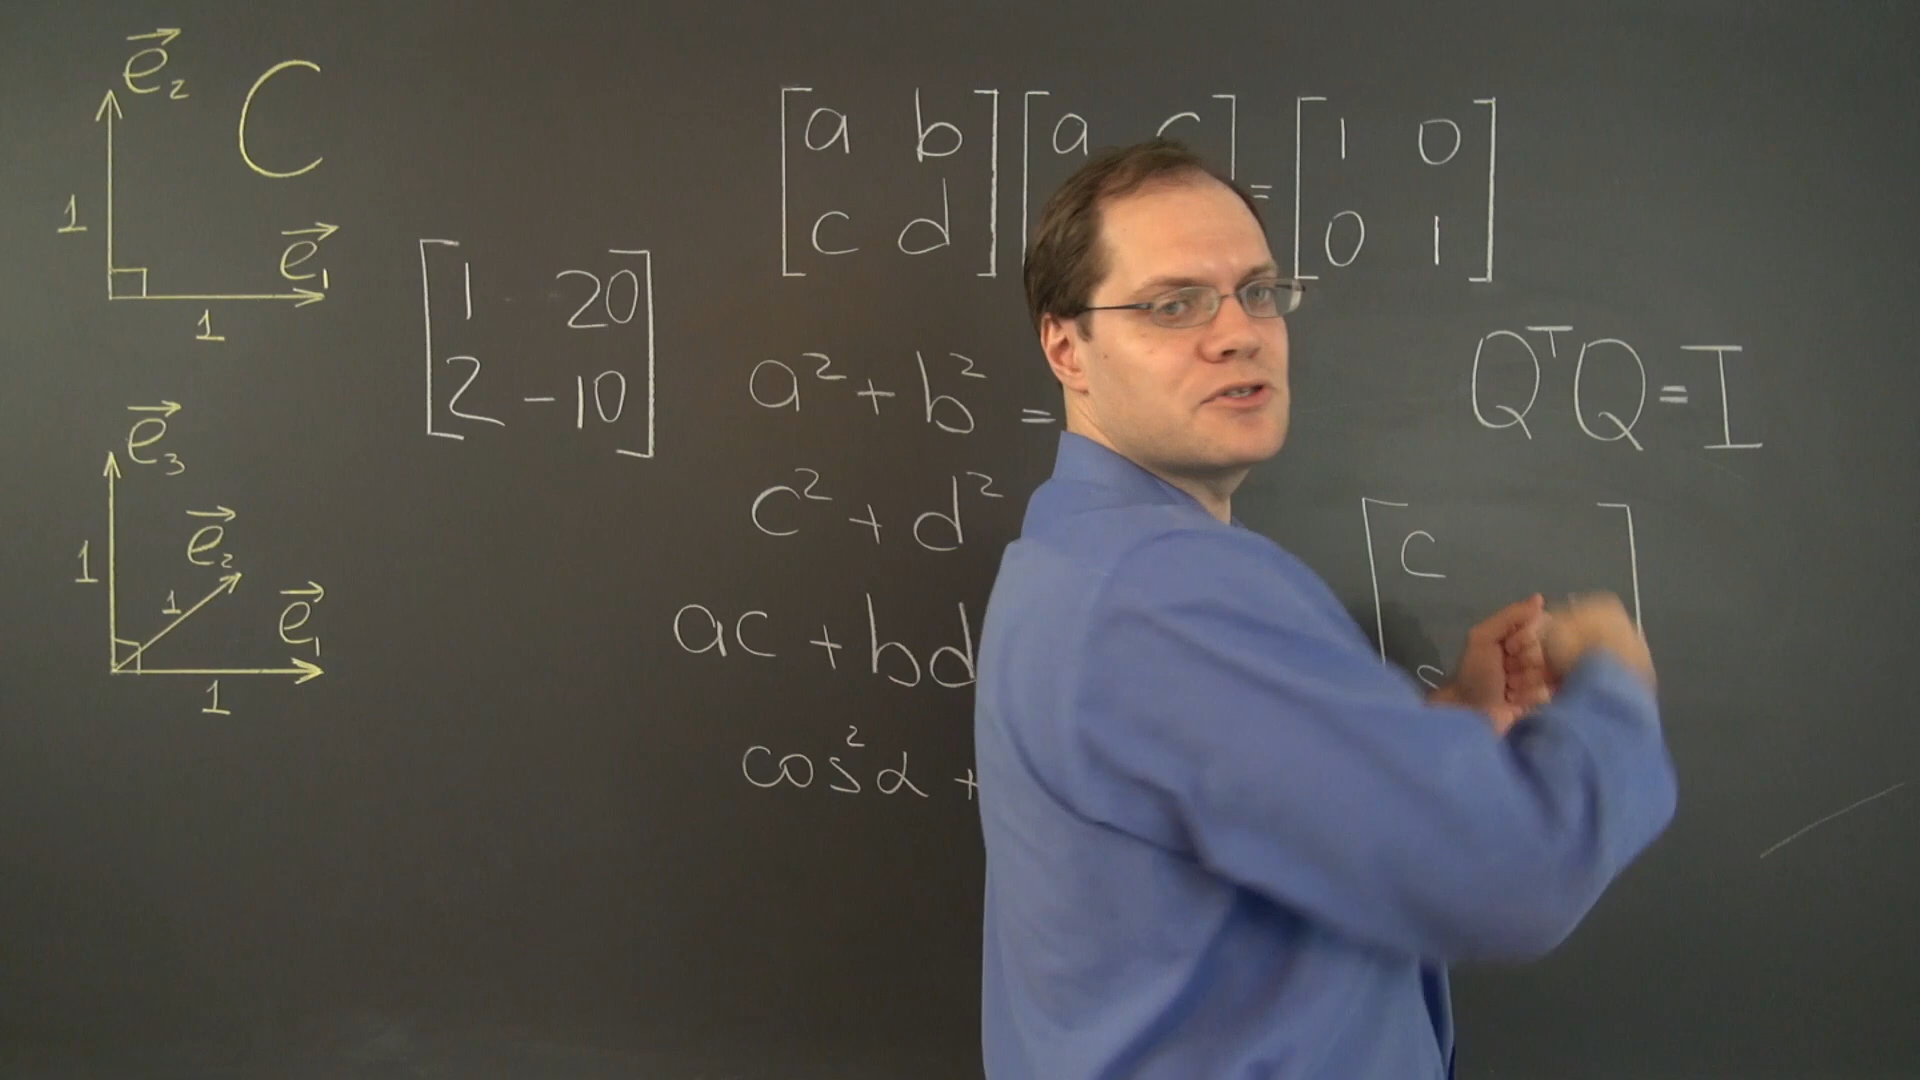 e₂
C
1
e₁
1
e₃
e₂
1
1
e₁
1
1 20
2 -10
a b a c = 1 0
c d 0 1
a² + b² =
c² + d²
ac + bd
cos²α +
QᵀQ = I
c